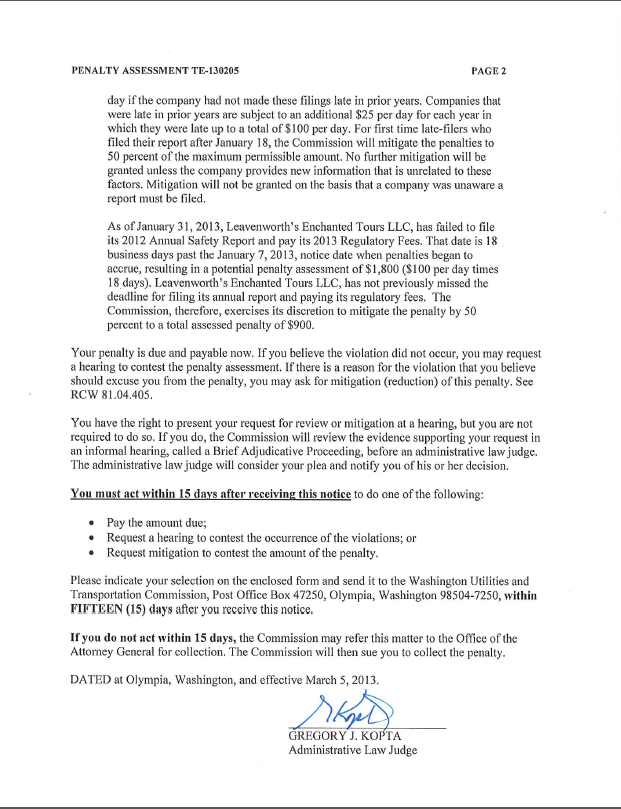 PENALTY ASSESSMENT TE-130205 PAGE 2
day if the company had not made these filings late in prior years. Companies that
were late in prior years are subject to an additional $25 per day for each year in
which they were late up to a total of $100 per day. For first time late-filers who
filed their report after January 18, the Commission will mitigate the penalties to
50 percent of the maximum permissible amount. No further mitigation will be
granted unless the company provides new information that is unrelated to these
factors. Mitigation will not be granted on the basis that a company was unaware a
report must be filed.
As of January 31, 2013, Leavenworth's Enchanted Tours LLC, has failed to file
its 2012 Annual Safety Report and pay its 2013 Regulatory Fees. That date is 18
business days past the January 7, 2013, notice date when penalties began to
accrue, resulting in a potential penalty assessment of $1,800 ($100 per day times
18 days). Leavenworth's Enchanted Tours LLC, has not previously missed the
deadline for filing its annual report and paying its regulatory fees. The
Commission, therefore, exercises its discretion to mitigate the penalty by 50
percent to a total assessed penalty of $900.
Your penalty is due and payable now. If you believe the violation did not occur, you may request
a hearing to contest the penalty assessment. If there is a reason for the violation that you believe
should excuse you from the penalty, you may ask for mitigation (reduction) of this penalty. See
RCW 81.04.405.
You have the right to present your request for review or mitigation at a hearing, but you are not
required to do so. If you do, the Commission will review the evidence supporting your request in
an informal hearing, called a Brief Adjudicative Proceeding, before an administrative law judge.
The administrative law judge will consider your plea and notify you of his or her decision.
You must act within 15 days after receiving this notice to do one of the following:
• Pay the amount due;
• Request a hearing to contest the occurrence of the violations; or
• Request mitigation to contest the amount of the penalty.
Please indicate your selection on the enclosed form and send it to the Washington Utilities and
Transportation Commission, Post Office Box 47250, Olympia, Washington 98504-7250, within
FIFTEEN (15) days after you receive this notice.
If you do not act within 15 days, the Commission may refer this matter to the Office of the
Attorney General for collection. The Commission will then sue you to collect the penalty.
DATED at Olympia, Washington, and effective March 5, 2013.
GREGORY J. KOPTA
Administrative Law Judge